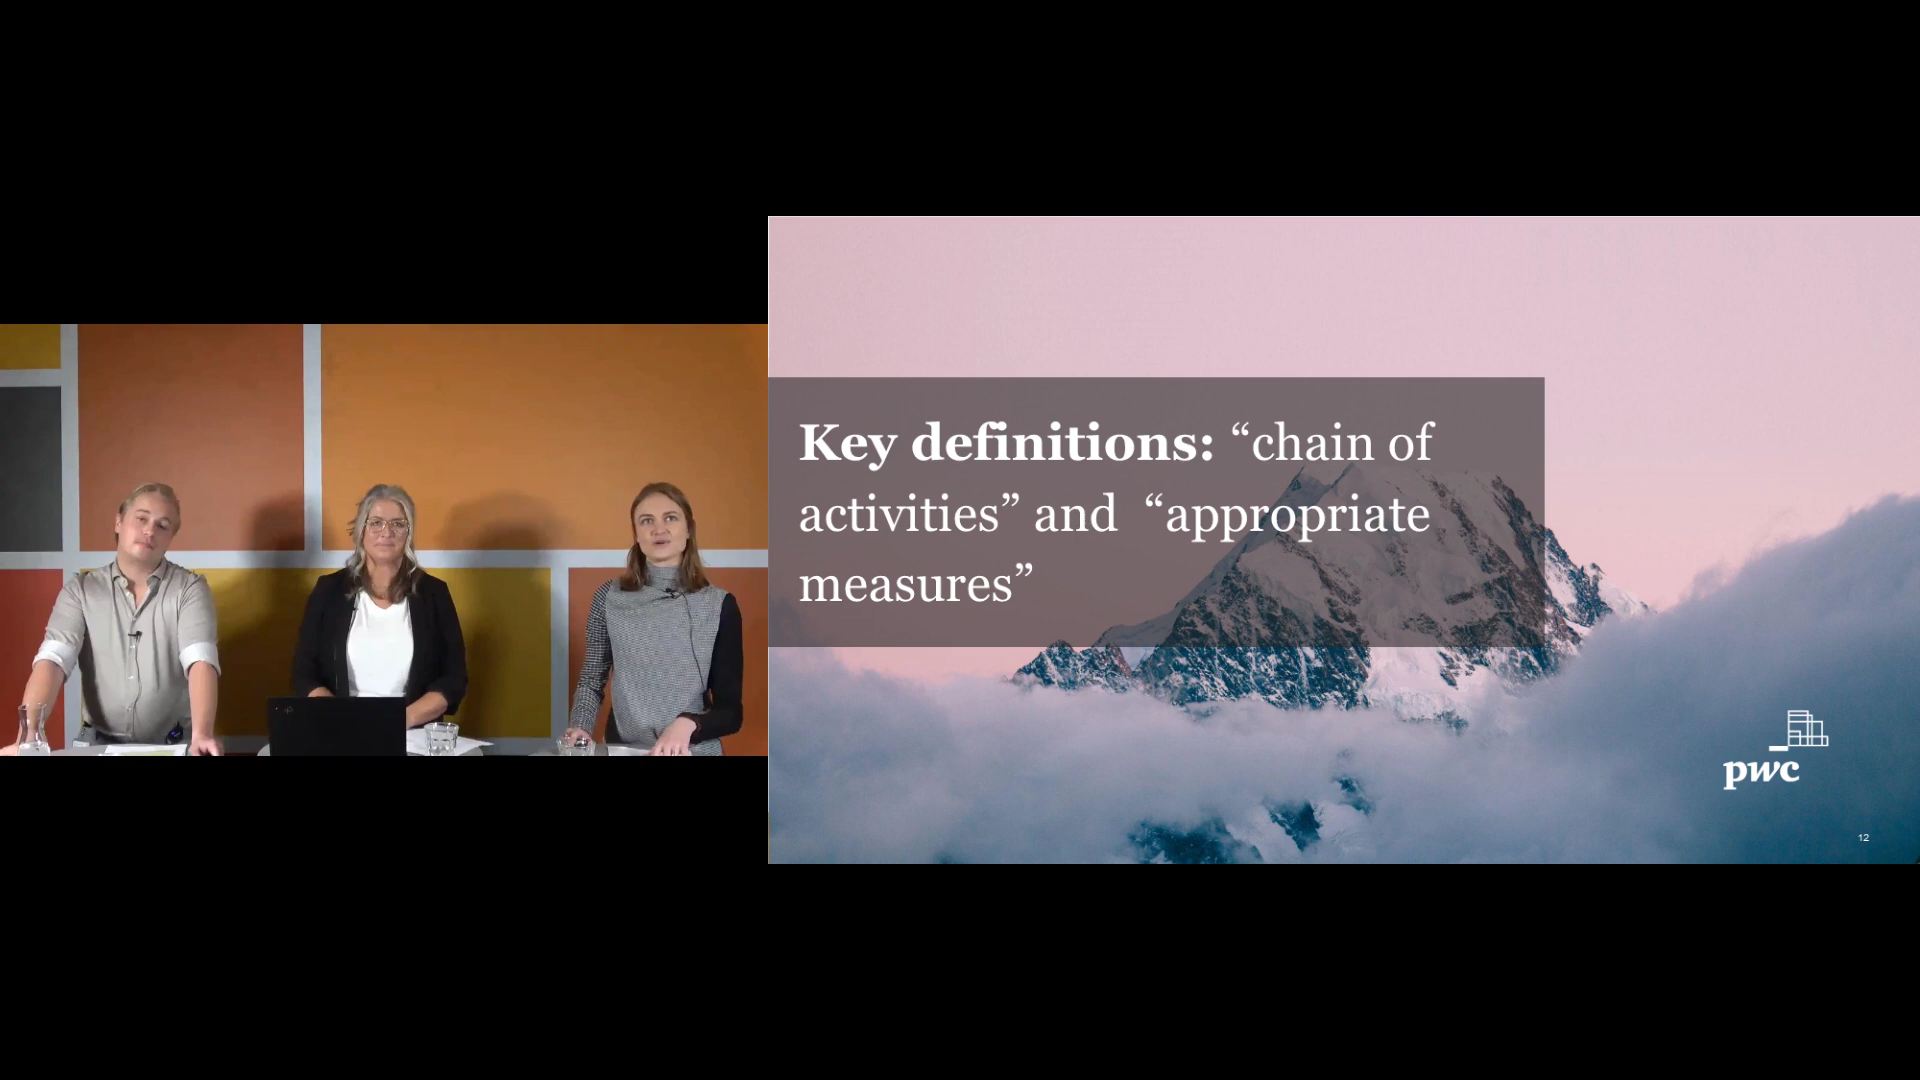 Key definitions: “chain of
activities” and “appropriate
measures”
pwc
12